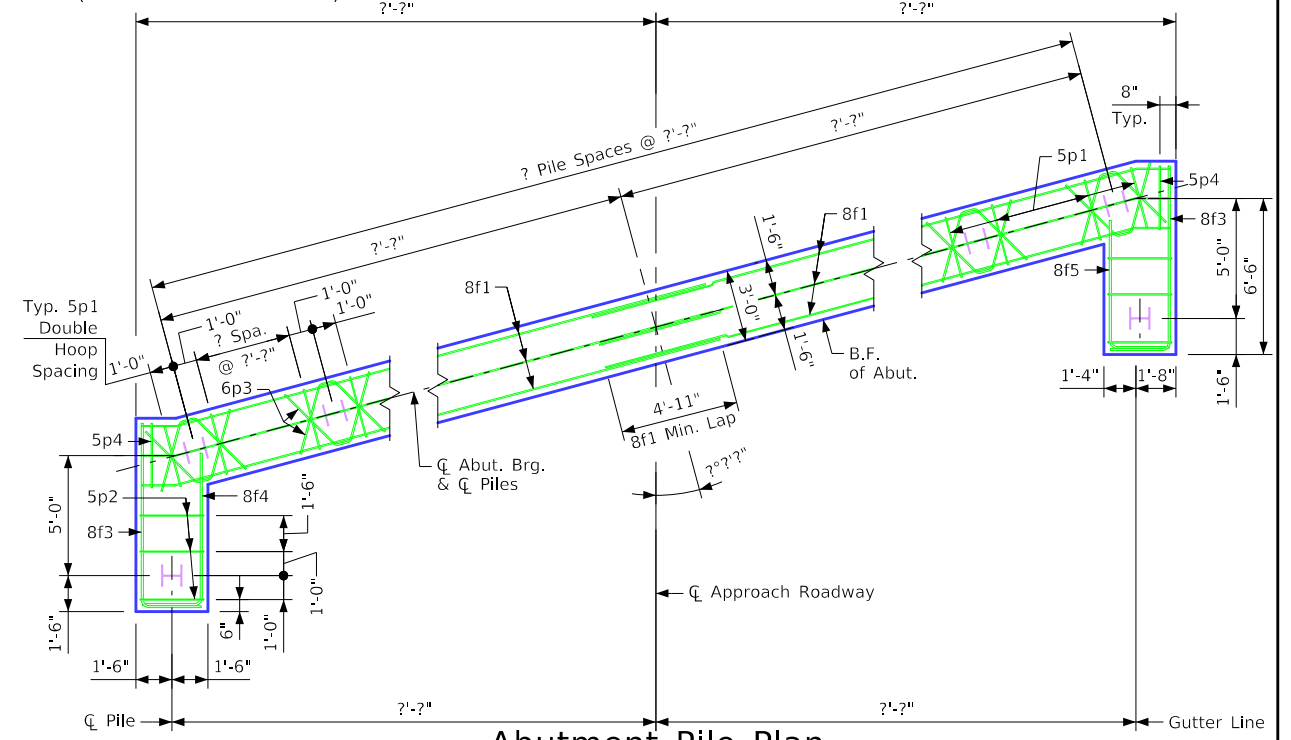 ?'-?"
?'-?"
8"
Typ.
? Pile Spaces @ ?'-?"
?'-?"
5p1
5p4
8f3
1'-6"
8f1
?'-?"
5'-0"
6'-6"
8f5
8f1
3'-0"
1'-0"
1'-0"
Typ. 5p1
Double
Hoop
Spacing
1'-0"
? Spa.
@ ?'-?"
1'-0"
1'-6"
B.F.
of Abut.
1'-4"
1'-8"
1'-6"
6p3
4'-11"
8f1 Min. Lap
5p4
℄ Abut. Brg.
& ℄ Piles
?°?'?"
5p2
8f4
1'-6"
5'-0"
8f3
1'-0"
℄ Approach Roadway
1'-6"
6"
1'-0"
1'-6"
1'-6"
℄ Pile
?'-?"
?'-?"
Gutter Line
Abutment Pile Plan